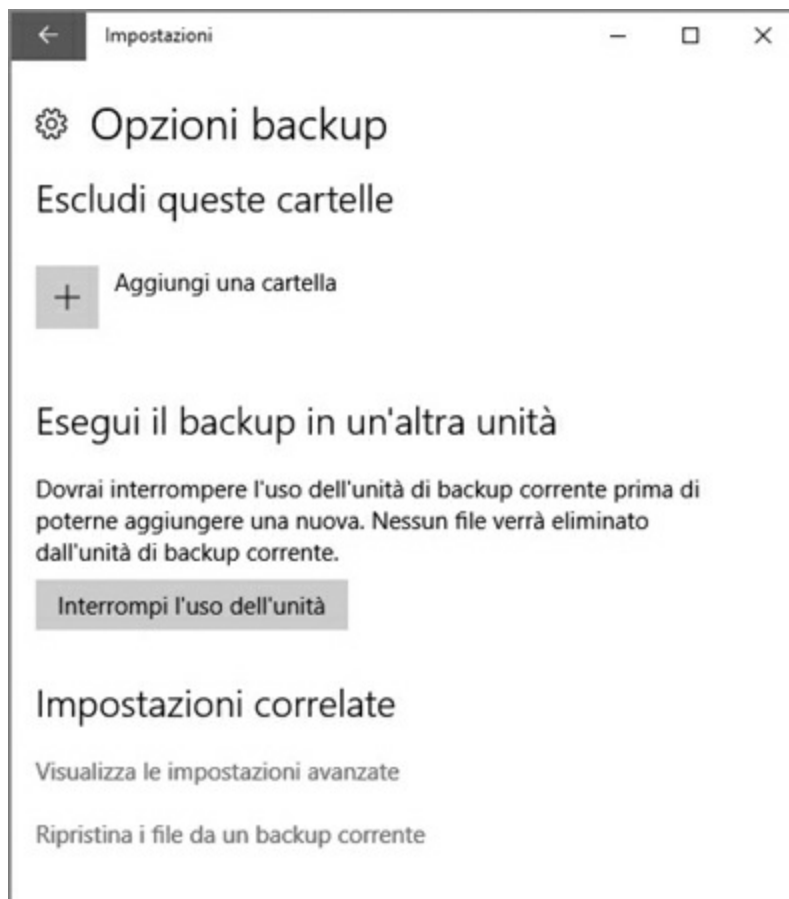 Impostazioni
Opzioni backup
Escludi queste cartelle
Aggiungi una cartella
Esegui il backup in un'altra unità
Dovrai interrompere l'uso dell'unità di backup corrente prima di
poterne aggiungere una nuova. Nessun file verrà eliminato
dall'unità di backup corrente.
Interrompi l'uso dell'unità
Impostazioni correlate
Visualizza le impostazioni avanzate
Ripristina i file da un backup corrente